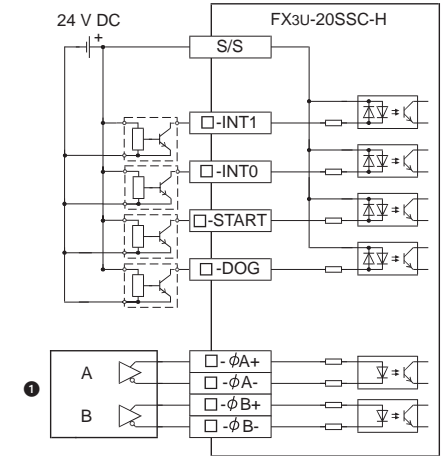 24 V DC
FX3U-20SSC-H
+
S/S
□-INT1
□-INT0
□-START
□-DOG
❶
A
B
□-ϕA+
□-ϕA-
□-ϕB+
□-ϕB-